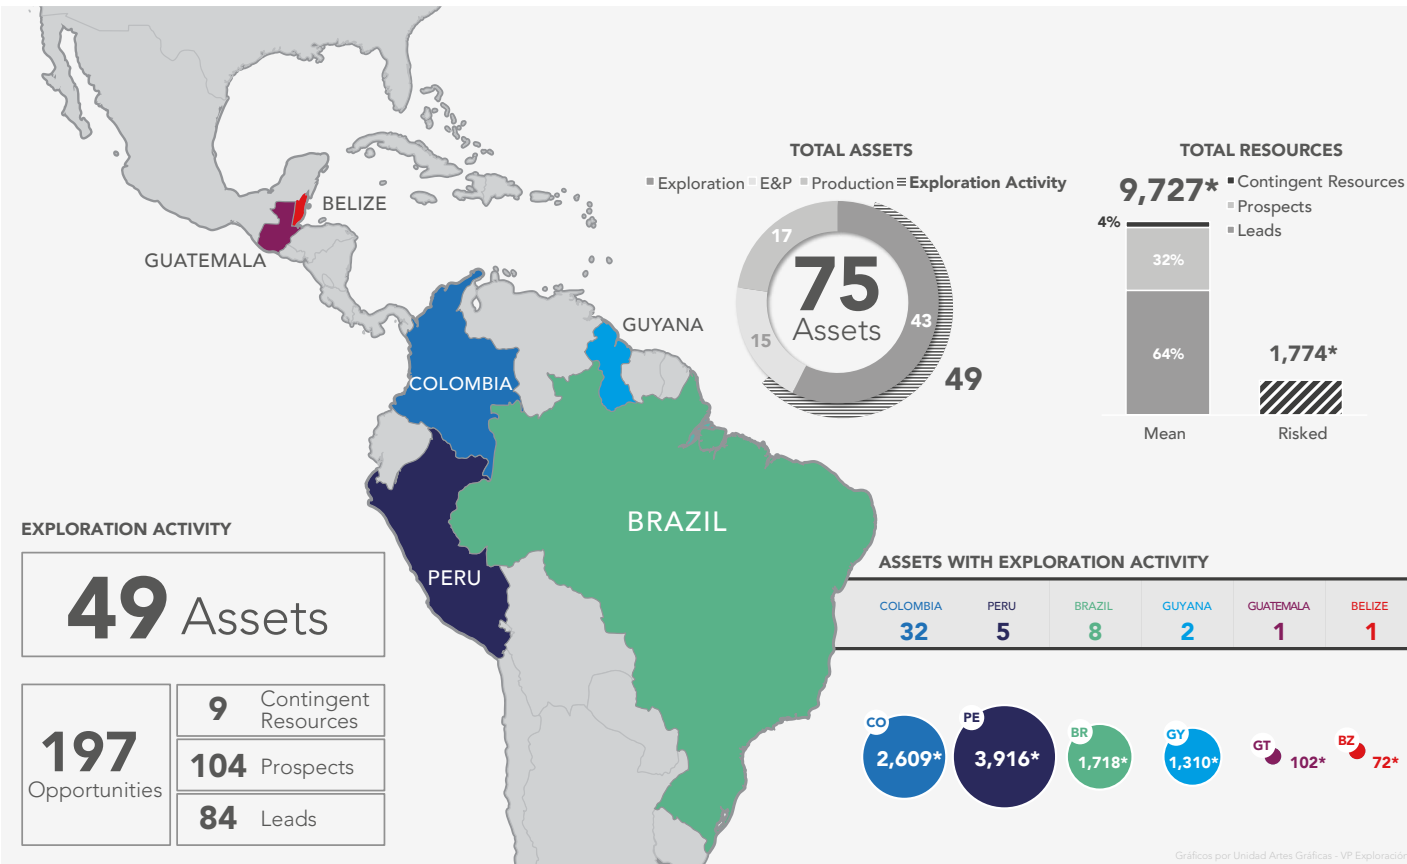 TOTAL ASSETS
Exploration E&P Production Exploration Activity
17
75
Assets
15
43
49
TOTAL RESOURCES
9,727*
Contingent Resources
Prospects
Leads
4%
32%
64%
1,774*
Mean Risked
BELIZE
GUATEMALA
GUYANA
COLOMBIA
BRAZIL
PERU
EXPLORATION ACTIVITY
49 Assets
197
Opportunities
9 Contingent
Resources
104 Prospects
84 Leads
ASSETS WITH EXPLORATION ACTIVITY
COLOMBIA PERU BRAZIL GUYANA GUATEMALA BELIZE
32 5 8 2 1 1
CO PE BR GY GT BZ
2,609* 3,916* 1,718* 1,310* 102* 72*
Gráficos por Unidad Artes Gráficas - VP Exploración